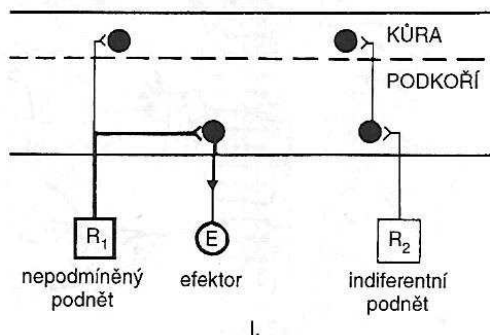 KŮRA
PODKOŘÍ
R₁
E
R₂
nepodmíněný
podnět
efektor
indiferentní
podnět
I.